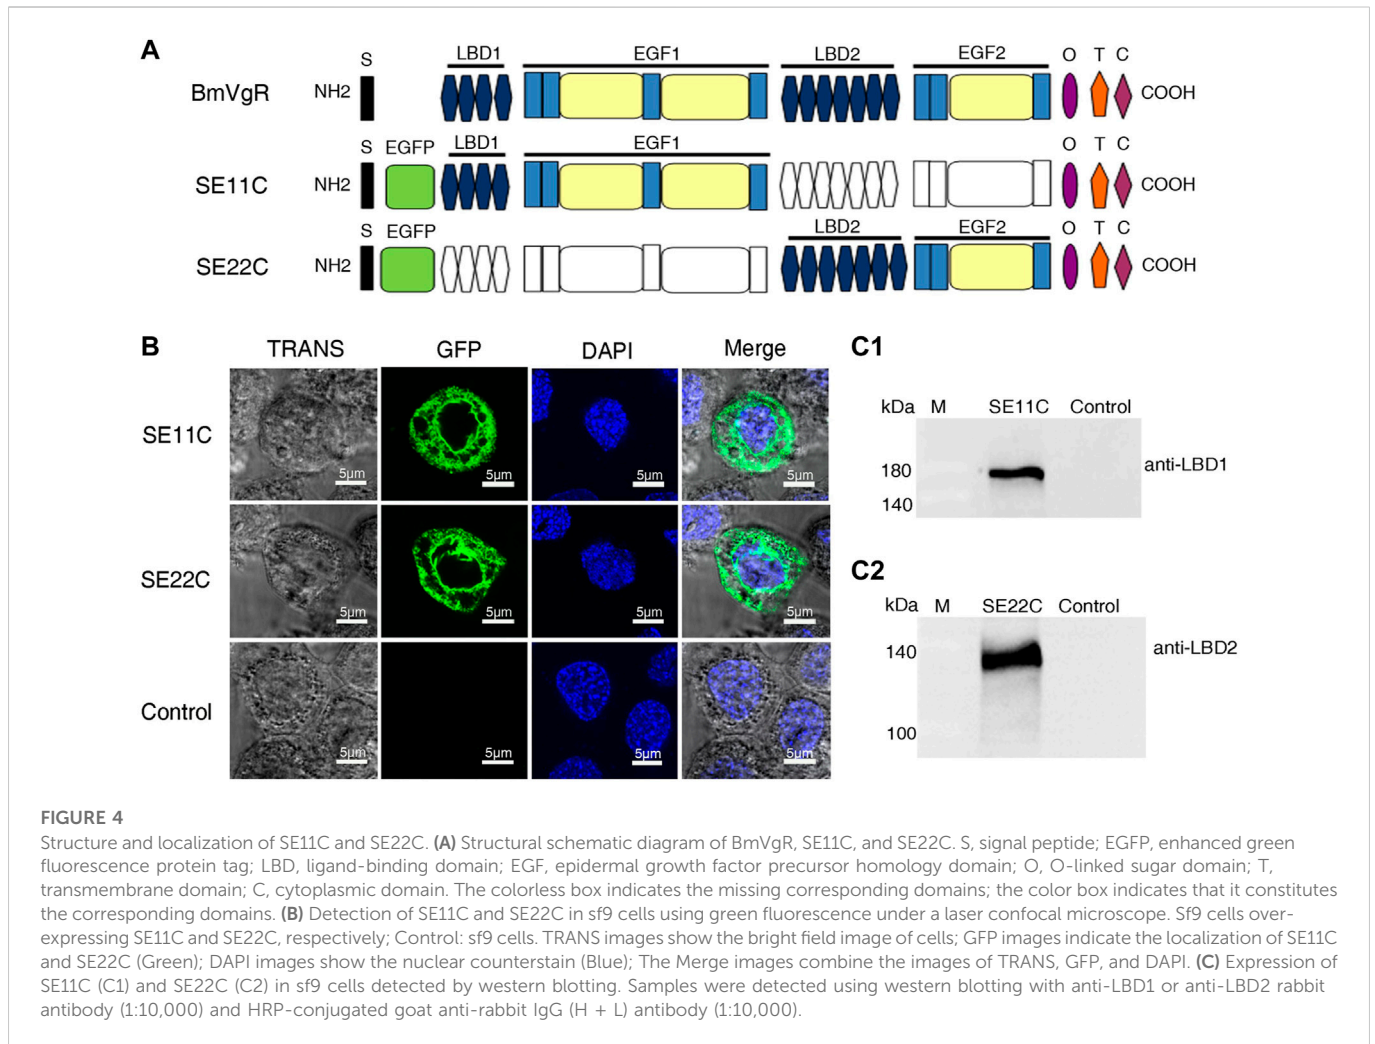 A
S LBD1 EGF1 LBD2 EGF2 O T C
BmVgR NH2 COOH
S EGFP LBD1 EGF1 O T C
SE11C NH2 COOH
S EGFP LBD2 EGF2 O T C
SE22C NH2 COOH
B
TRANS GFP DAPI Merge
SE11C
5μm 5μm 5μm 5μm
SE22C
5μm 5μm 5μm 5μm
Control
5μm 5μm 5μm 5μm
C1
kDa M SE11C Control
180
anti-LBD1
140
C2
kDa M SE22C Control
140
anti-LBD2
100
FIGURE 4
Structure and localization of SE11C and SE22C. (A) Structural schematic diagram of BmVgR, SE11C, and SE22C. S, signal peptide; EGFP, enhanced green
fluorescence protein tag; LBD, ligand-binding domain; EGF, epidermal growth factor precursor homology domain; O, O-linked sugar domain; T,
transmembrane domain; C, cytoplasmic domain. The colorless box indicates the missing corresponding domains; the color box indicates that it constitutes
the corresponding domains. (B) Detection of SE11C and SE22C in sf9 cells using green fluorescence under a laser confocal microscope. Sf9 cells over-
expressing SE11C and SE22C, respectively; Control: sf9 cells. TRANS images show the bright field image of cells; GFP images indicate the localization of SE11C
and SE22C (Green); DAPI images show the nuclear counterstain (Blue); The Merge images combine the images of TRANS, GFP, and DAPI. (C) Expression of
SE11C (C1) and SE22C (C2) in sf9 cells detected by western blotting. Samples were detected using western blotting with anti-LBD1 or anti-LBD2 rabbit
antibody (1:10,000) and HRP-conjugated goat anti-rabbit IgG (H + L) antibody (1:10,000).